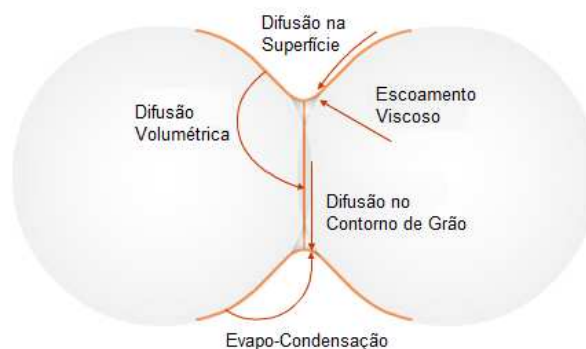 Difusão na
Superfície
Escoamento
Viscoso
Difusão
Volumétrica
Difusão no
Contorno de Grão
Evapo-Condensação